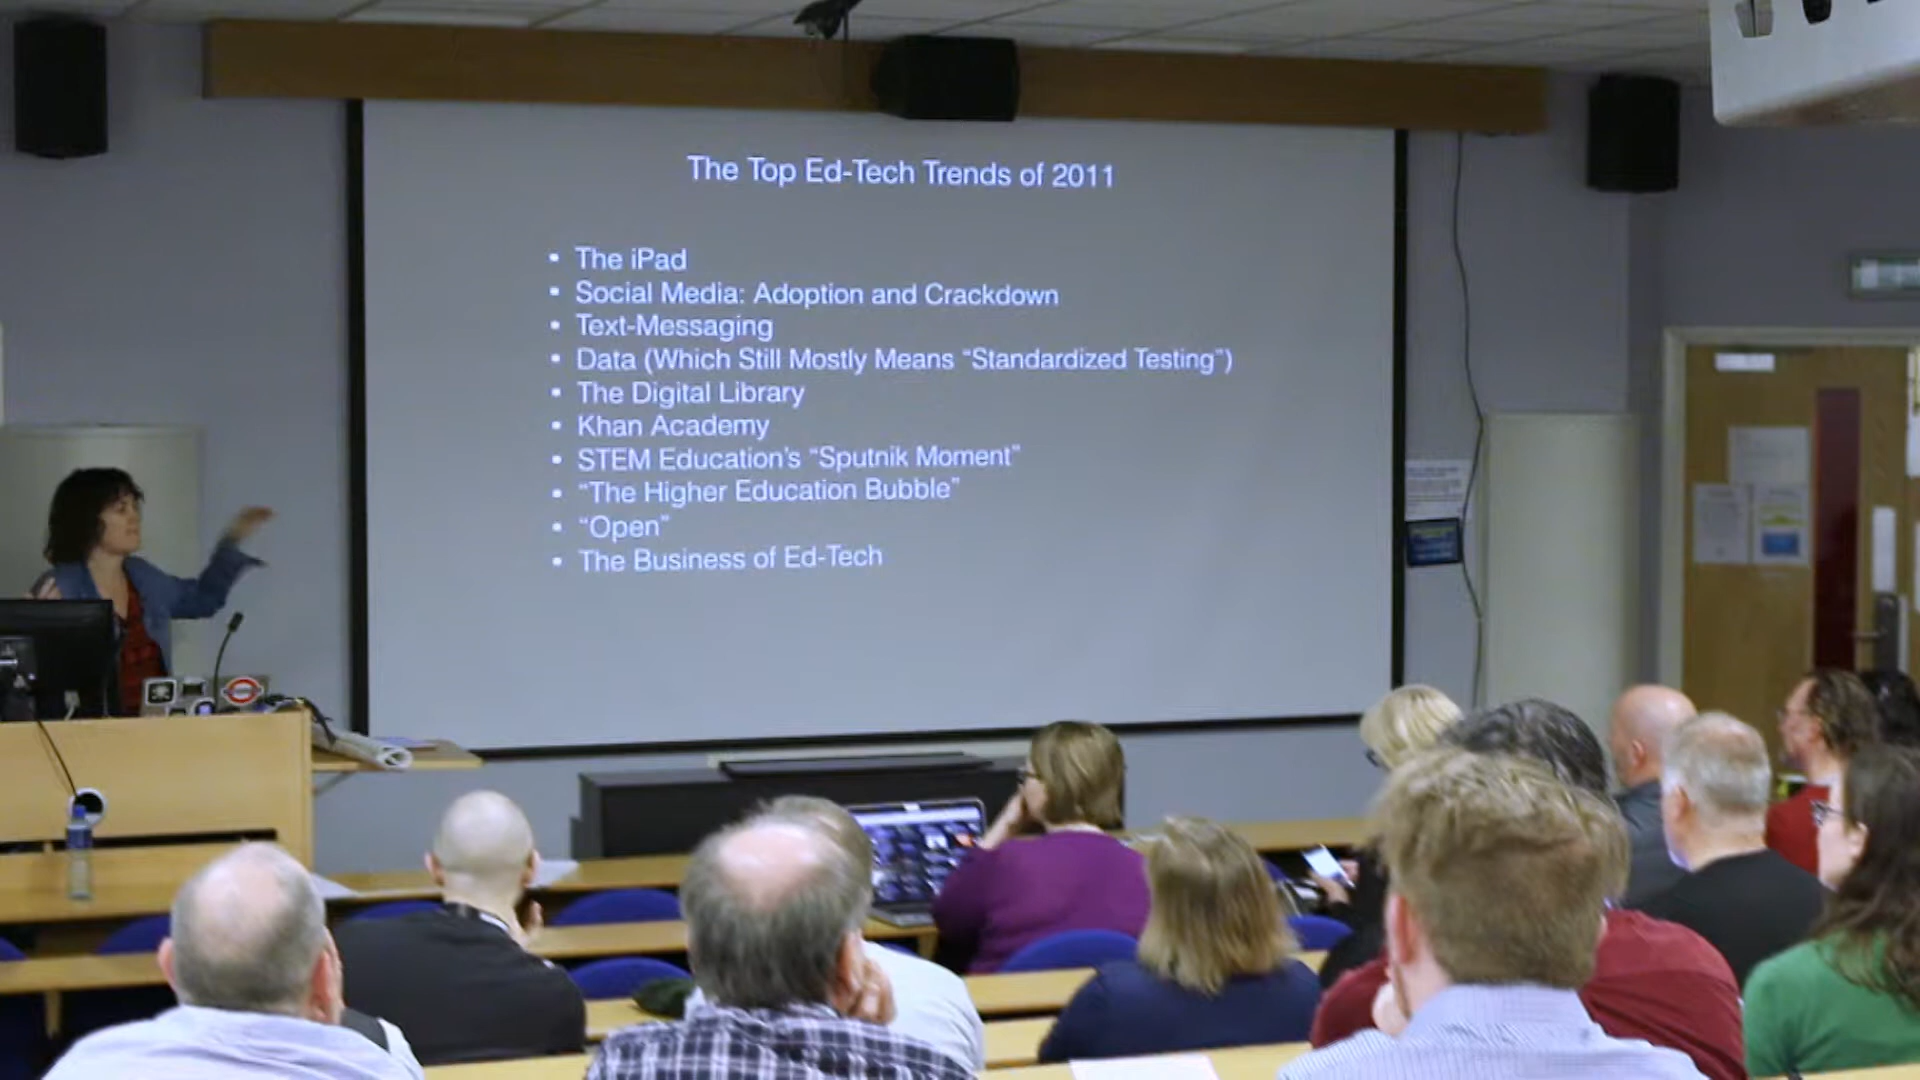 The Top Ed-Tech Trends of 2011
• The iPad
• Social Media: Adoption and Crackdown
• Text-Messaging
• Data (Which Still Mostly Means “Standardized Testing”)
• The Digital Library
• Khan Academy
• STEM Education's “Sputnik Moment”
• “The Higher Education Bubble”
• “Open”
• The Business of Ed-Tech